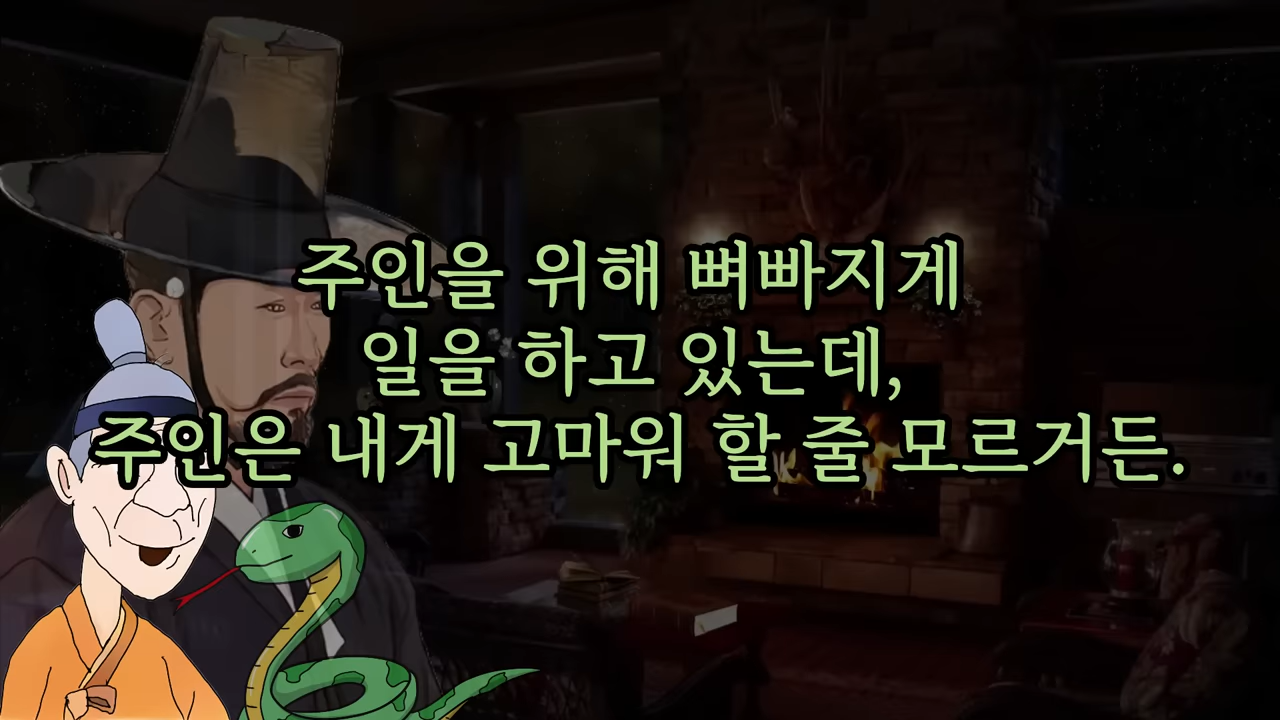 주인을 위해 뼈빠지게
일을 하고 있는데,
주인은 내게 고마워 할 줄 모르거든.